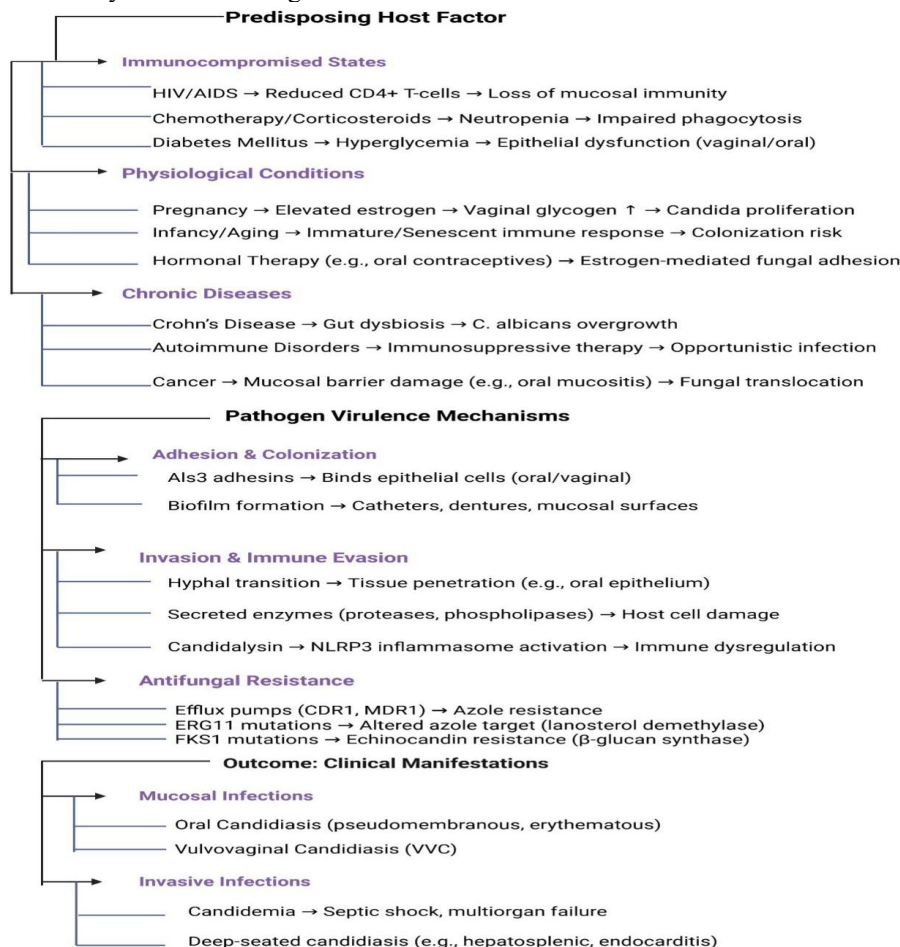 Predisposing Host Factor
Immunocompromised States
HIV/AIDS → Reduced CD4+ T-cells → Loss of mucosal immunity
Chemotherapy/Corticosteroids → Neutropenia → Impaired phagocytosis
Diabetes Mellitus → Hyperglycemia → Epithelial dysfunction (vaginal/oral)
Physiological Conditions
Pregnancy → Elevated estrogen → Vaginal glycogen ↑ → Candida proliferation
Infancy/Aging → Immature/Senescent immune response → Colonization risk
Hormonal Therapy (e.g., oral contraceptives) → Estrogen-mediated fungal adhesion
Chronic Diseases
Crohn's Disease → Gut dysbiosis → C. albicans overgrowth
Autoimmune Disorders → Immunosuppressive therapy → Opportunistic infection
Cancer → Mucosal barrier damage (e.g., oral mucositis) → Fungal translocation
Pathogen Virulence Mechanisms
Adhesion & Colonization
Als3 adhesins → Binds epithelial cells (oral/vaginal)
Biofilm formation → Catheters, dentures, mucosal surfaces
Invasion & Immune Evasion
Hyphal transition → Tissue penetration (e.g., oral epithelium)
Secreted enzymes (proteases, phospholipases) → Host cell damage
Candidalysin → NLRP3 inflammasome activation → Immune dysregulation
Antifungal Resistance
Efflux pumps (CDR1, MDR1) → Azole resistance
ERG11 mutations → Altered azole target (lanosterol demethylase)
FKS1 mutations → Echinocandin resistance (β-glucan synthase)
Outcome: Clinical Manifestations
Mucosal Infections
Oral Candidiasis (pseudomembranous, erythematous)
Vulvovaginal Candidiasis (VVC)
Invasive Infections
Candidemia → Septic shock, multiorgan failure
Deep-seated candidiasis (e.g., hepatosplenic, endocarditis)